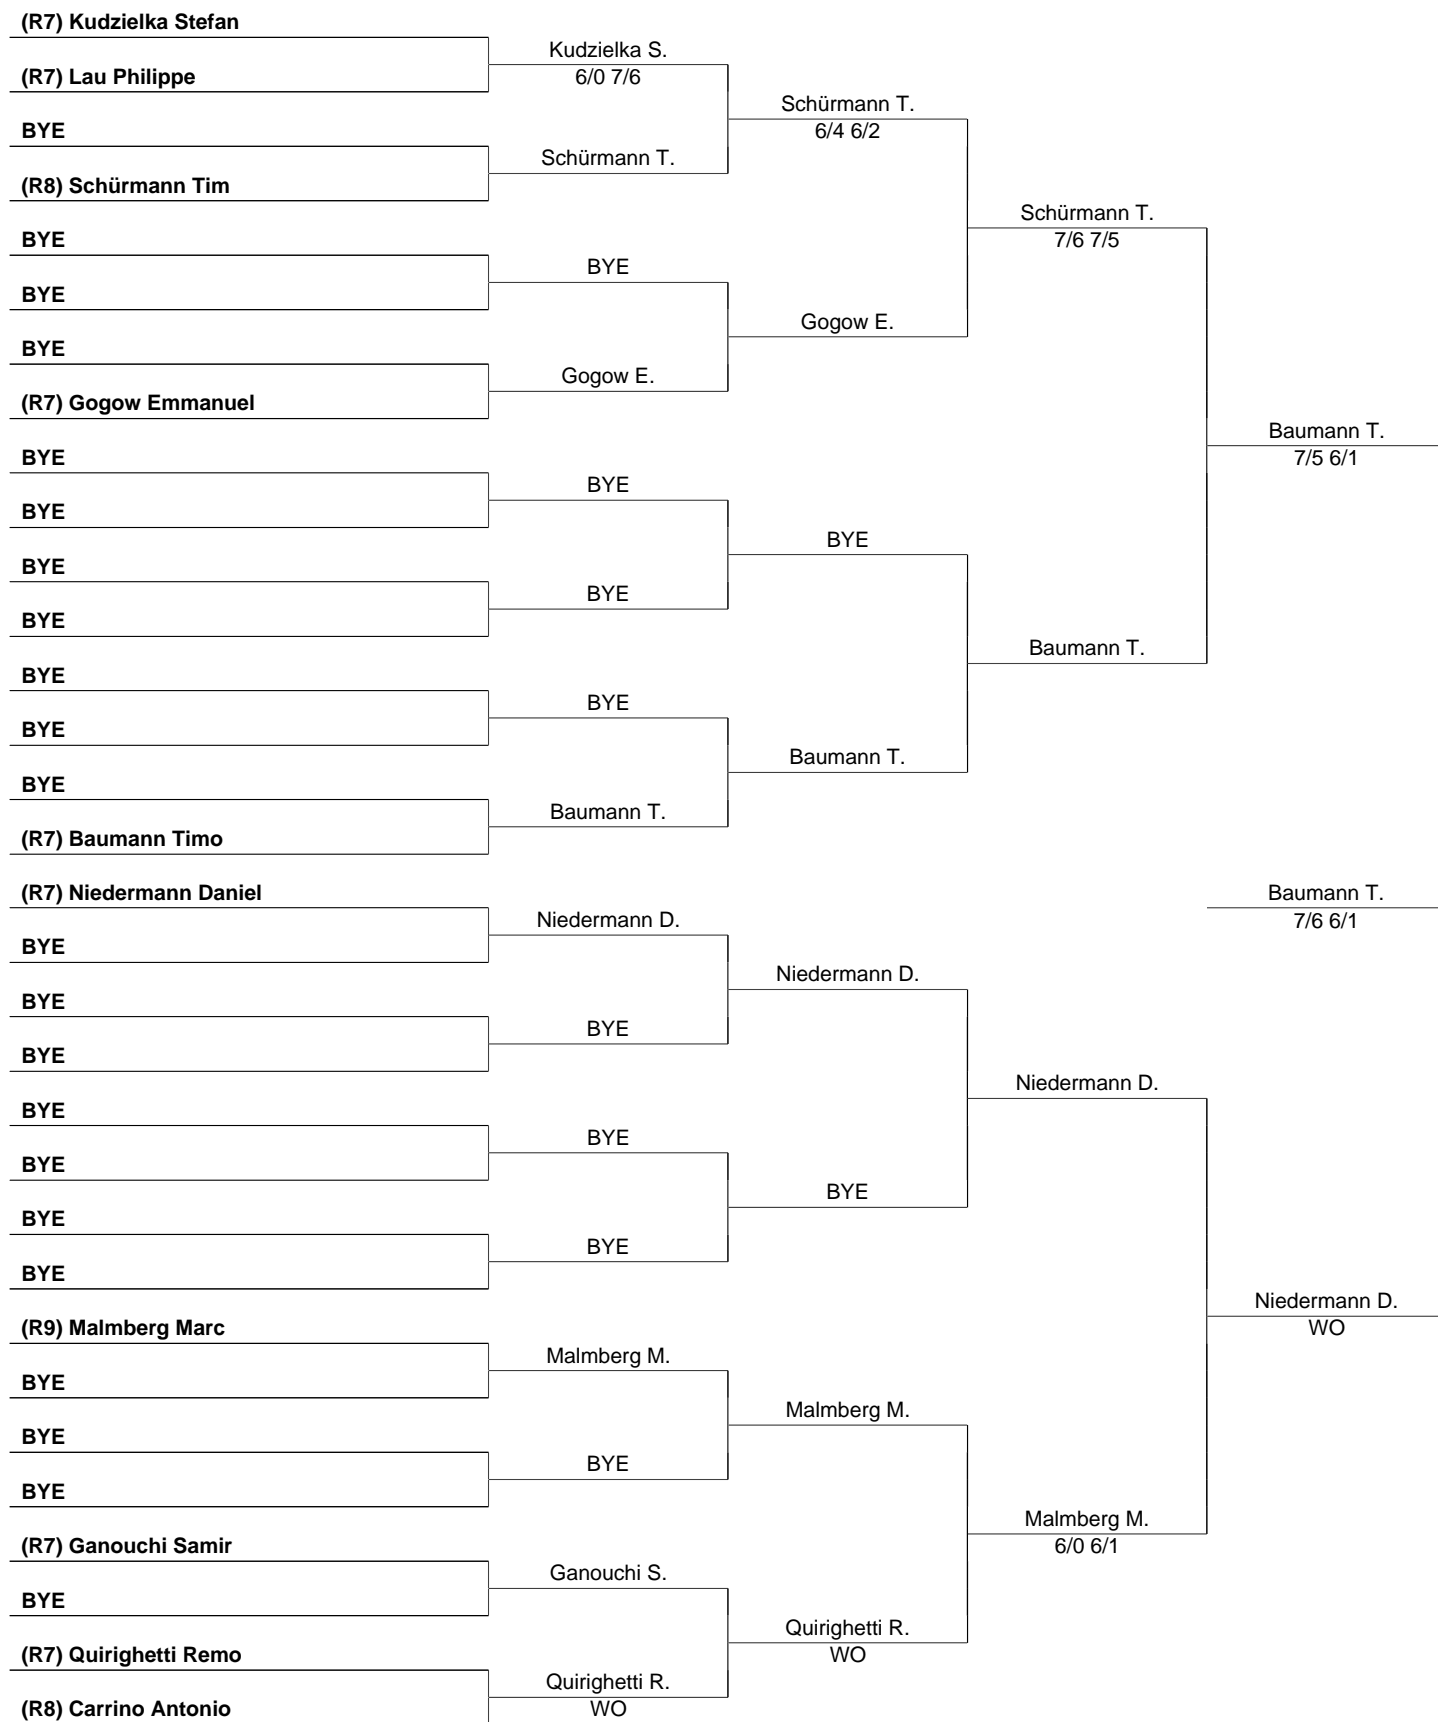 (R7) Kudzielka Stefan
(R7) Lau Philippe
BYE
(R8) Schürmann Tim
BYE
BYE
BYE
(R7) Gogow Emmanuel
BYE
BYE
BYE
BYE
BYE
BYE
BYE
(R7) Baumann Timo
(R7) Niedermann Daniel
BYE
BYE
BYE
BYE
BYE
BYE
BYE
(R9) Malmberg Marc
BYE
BYE
BYE
(R7) Ganouchi Samir
BYE
(R7) Quirighetti Remo
(R8) Carrino Antonio
Kudzielka S.
6/0 7/6
Schürmann T.
BYE
Gogow E.
BYE
BYE
BYE
Baumann T.
Niedermann D.
BYE
BYE
BYE
Malmberg M.
BYE
Ganouchi S.
Quirighetti R.
WO
Schürmann T.
6/4 6/2
Gogow E.
BYE
Baumann T.
Niedermann D.
BYE
Malmberg M.
Quirighetti R.
WO
Schürmann T.
7/6 7/5
Baumann T.
Niedermann D.
Malmberg M.
6/0 6/1
Baumann T.
7/5 6/1
Baumann T.
7/6 6/1
Niedermann D.
WO